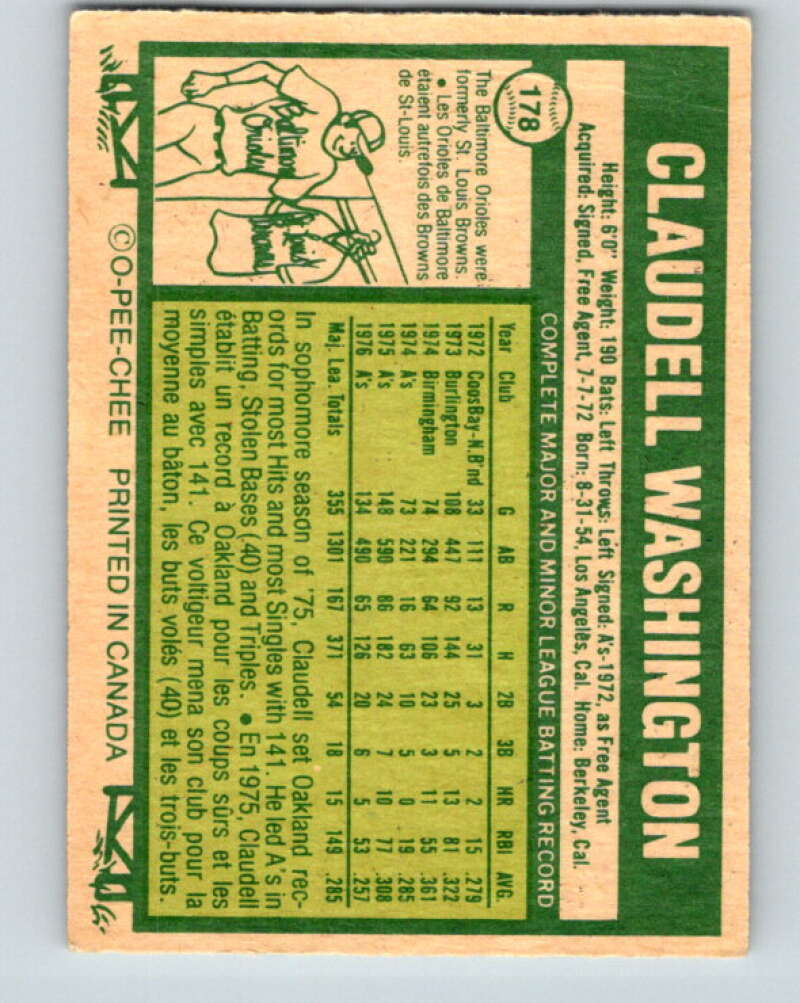 CLAUDELL WASHINGTON
Height: 6'0" Weight: 190 Bats: Left Throws: Left Signed: A's-1972, as Free Agent
Acquired: Signed, Free Agent, 7-7-72 Born: 8-31-54, Los Angeles, Cal. Home: Berkeley, Cal.
178
COMPLETE MAJOR AND MINOR LEAGUE BATTING RECORD
The Baltimore Orioles were
formerly St. Louis Browns.
• Les Orioles de Baltimore
étaient autrefois des Browns
de St-Louis.
Baltimore
Orioles
St. Louis
Browns
Year Club G AB R H 2B 3B HR RBI AVG.
1972 CoosBay-N.B'nd 33 111 13 31 3 2 2 15 .279
1973 Burlington 108 447 92 144 25 5 13 81 .322
1974 Birmingham 74 294 64 106 23 3 11 55 .361
1974 A's 73 221 16 63 10 5 0 19 .285
1975 A's 148 590 86 182 24 7 10 77 .308
1976 A's 134 490 65 126 20 6 5 53 .257
Maj. Lea. Totals 355 1301 167 371 54 18 15 149 .285
In sophomore season of '75, Claudell set Oakland rec-
ords for most Hits and most Singles with 141. He led A's in
Batting, Stolen Bases (40) and Triples. • En 1975, Claudell
établit un record à Oakland pour les coups sûrs et les
simples avec 141. Ce voltigeur mena son club pour la
moyenne au bâton, les buts volés (40) et les trois-buts.
©O-PEE-CHEE PRINTED IN CANADA